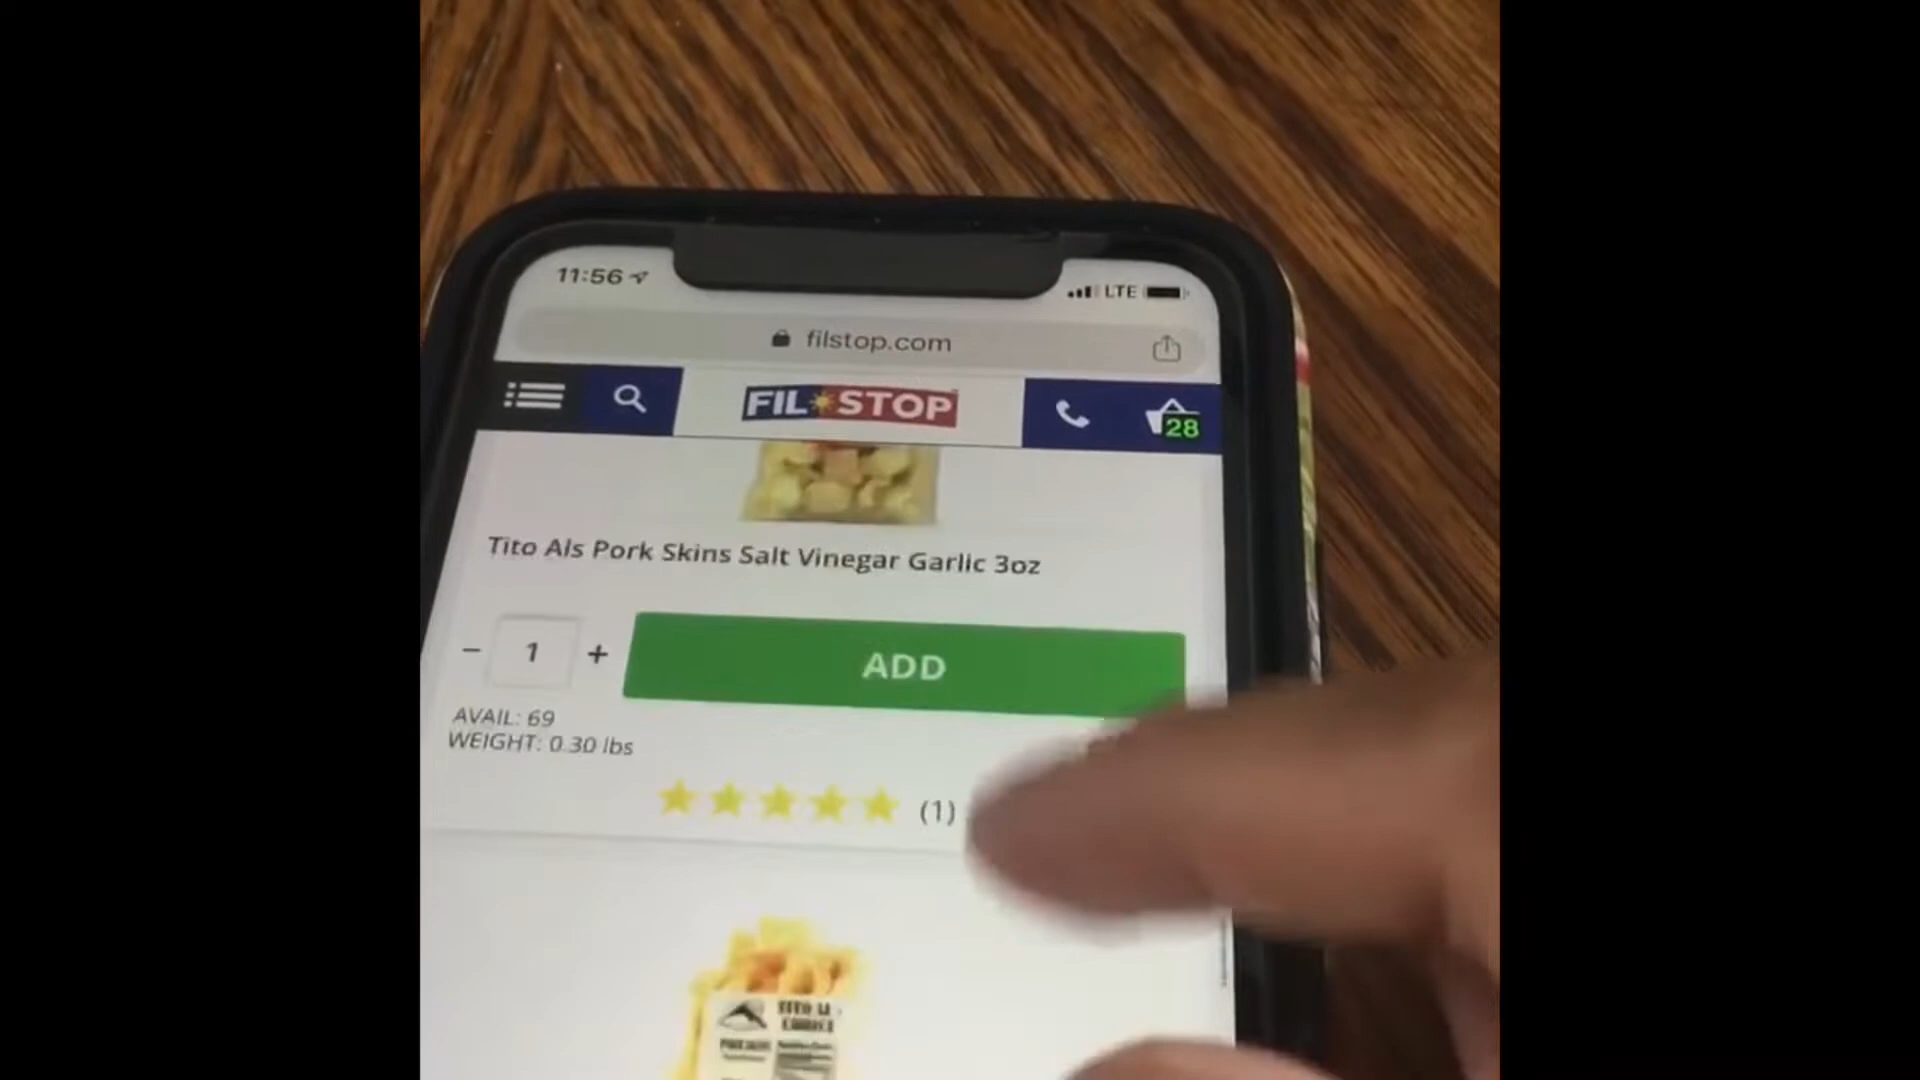 11:56
LTE
filstop.com
FIL STOP
28
Tito Als Pork Skins Salt Vinegar Garlic 3oz
− 1 + ADD
AVAIL: 69
WEIGHT: 0.30 lbs
(1)